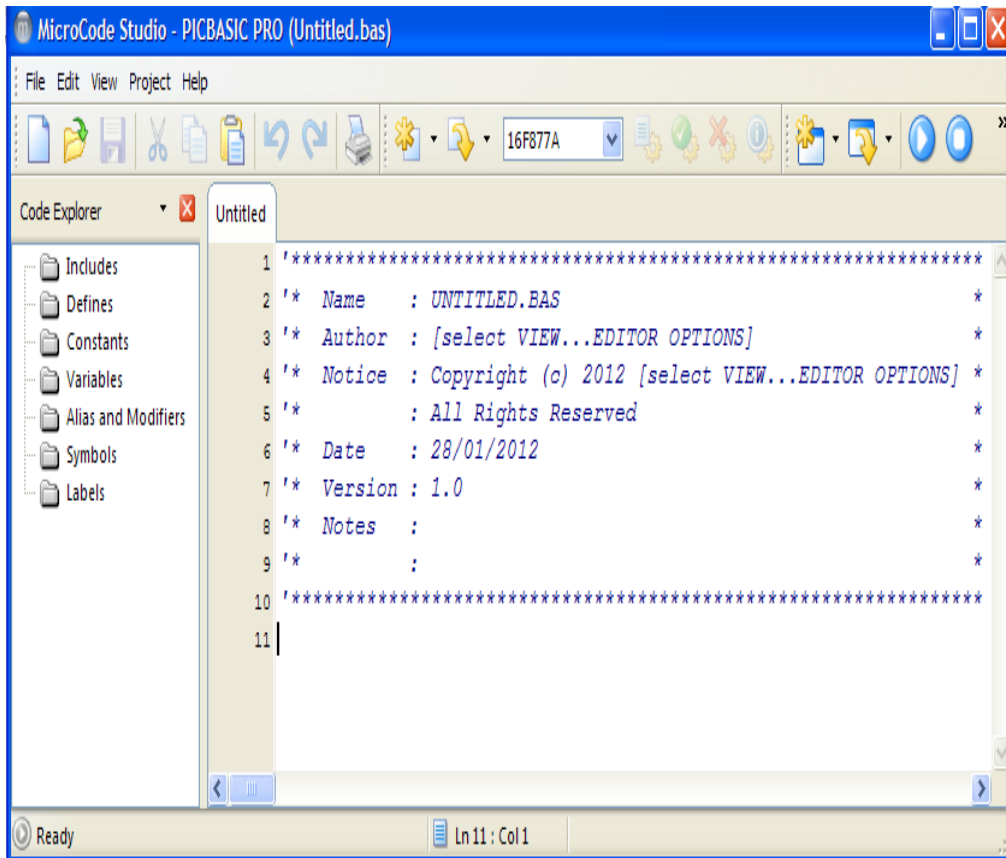 MicroCode Studio - PICBASIC PRO (Untitled.bas)
File Edit View Project Help
16F877A
Code Explorer
Includes
Defines
Constants
Variables
Alias and Modifiers
Symbols
Labels
Untitled
1 '****************************************************************
2 '*  Name    : UNTITLED.BAS                                      *
3 '*  Author  : [select VIEW...EDITOR OPTIONS]                    *
4 '*  Notice  : Copyright (c) 2012 [select VIEW...EDITOR OPTIONS] *
5 '*          : All Rights Reserved                               *
6 '*  Date    : 28/01/2012                                        *
7 '*  Version : 1.0                                               *
8 '*  Notes   :                                                   *
9 '*          :                                                   *
10 '****************************************************************
11
Ready
Ln 11 : Col 1